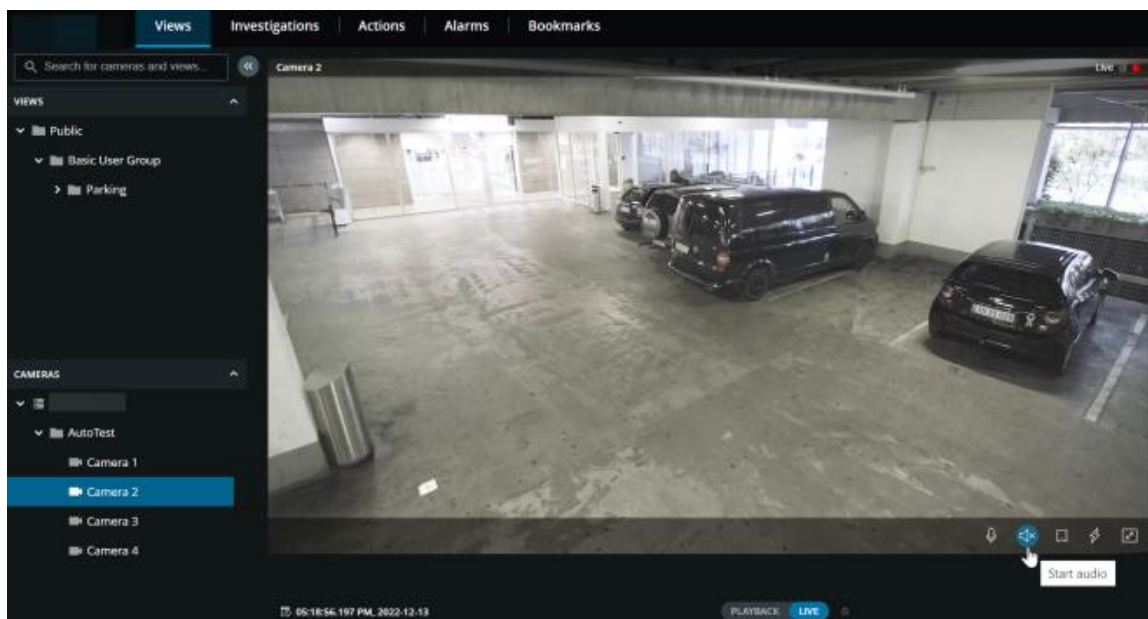 Views Investigations Actions Alarms Bookmarks
Search for cameras and views...
Camera 2
Live
VIEWS
Public
Basic User Group
Parking
CAMERAS
AutoTest
Camera 1
Camera 2
Camera 3
Camera 4
Start audio
05:18:56.197 PM, 2022-12-13
PLAYBACK LIVE